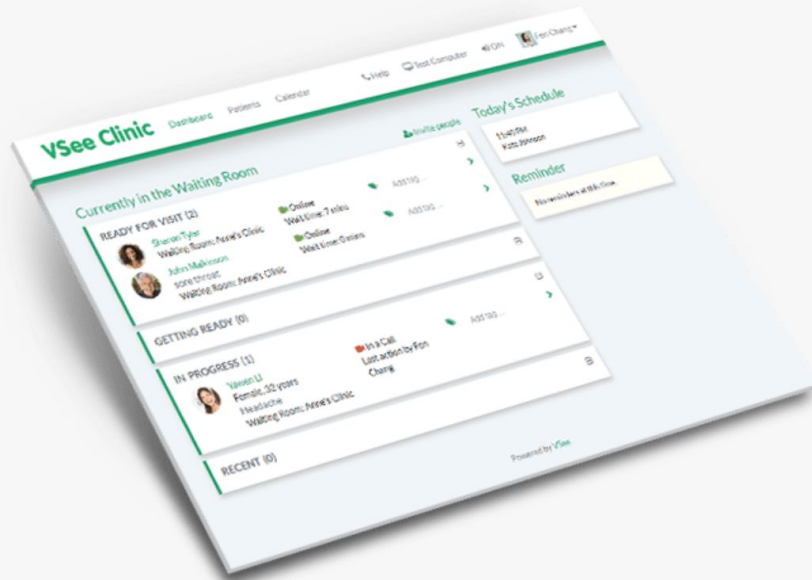 VSee Clinic
Dashboard
Patients
Calendar
Help
Test Computer
ON
Fen Chang
Currently in the Waiting Room
Invite people
READY FOR VISIT (2)
Sharon Tyler
Waiting Room: Anne's Clinic
Online
Wait time: 7 mins
Add tag ...
John Malkinson
sore throat
Waiting Room: Anne's Clinic
Online
Wait time: 0 mins
Add tag ...
GETTING READY (0)
IN PROGRESS (1)
Yawen Li
Female, 32 years
Headache
Waiting Room: Anne's Clinic
In a Call
Last action by Fen
Chang
Add tag ...
RECENT (0)
Today's Schedule
Kate Johnson
Reminder
No reminders at this time.
Powered by VSee